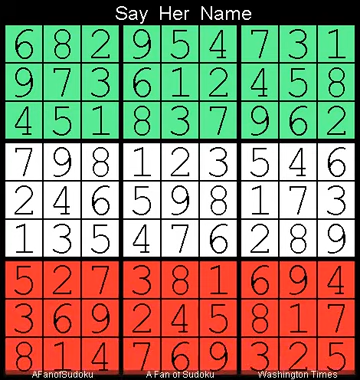 Say Her Name
6 8 2 9 5 4 7 3 1
9 7 3 6 1 2 4 5 8
4 5 1 8 3 7 9 6 2
7 9 8 1 2 3 5 4 6
2 4 6 5 9 8 1 7 3
1 3 5 4 7 6 2 8 9
5 2 7 3 8 1 6 9 4
3 6 9 2 4 5 8 1 7
8 1 4 7 6 9 3 2 5
AFanofSudoku A Fan of Sudoku Washington Times